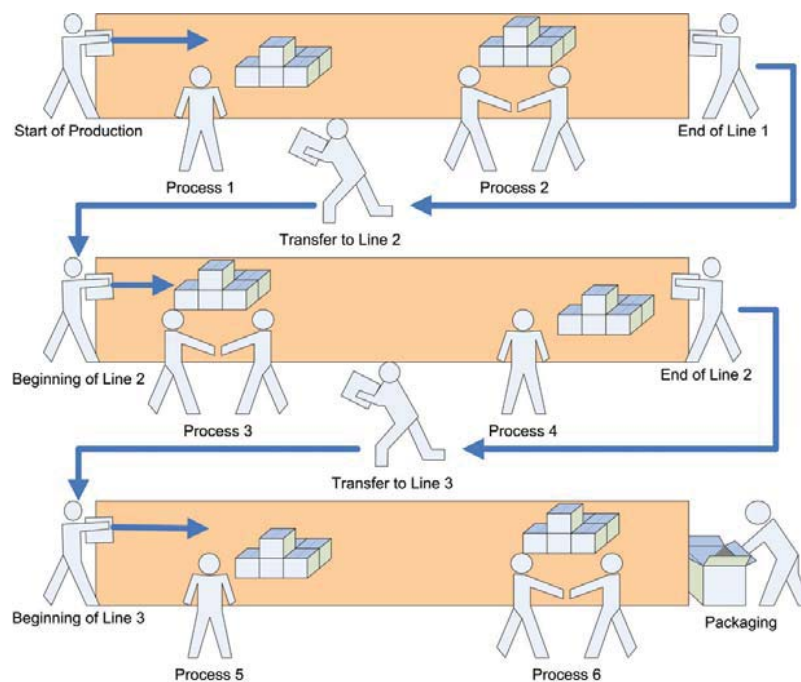 Start of Production
End of Line 1
Process 1
Process 2
Transfer to Line 2
Beginning of Line 2
End of Line 2
Process 3
Process 4
Transfer to Line 3
Beginning of Line 3
Packaging
Process 5
Process 6